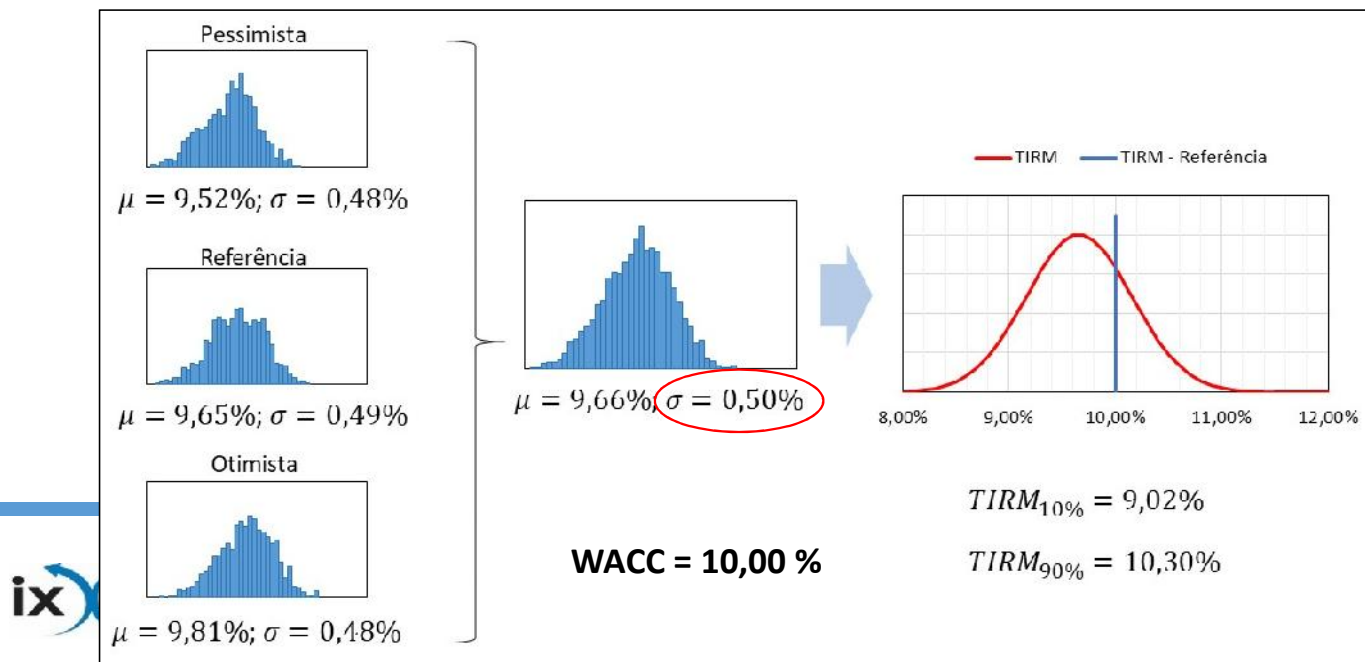 Pessimista
μ = 9,52%; σ = 0,48%
Referência
μ = 9,65%; σ = 0,49%
Otimista
μ = 9,81%; σ = 0,48%
μ = 9,66%; σ = 0,50%
WACC = 10,00 %
TIRM TIRM - Referência
8,00% 9,00% 10,00% 11,00% 12,00%
TIRM10% = 9,02%
TIRM90% = 10,30%
ix